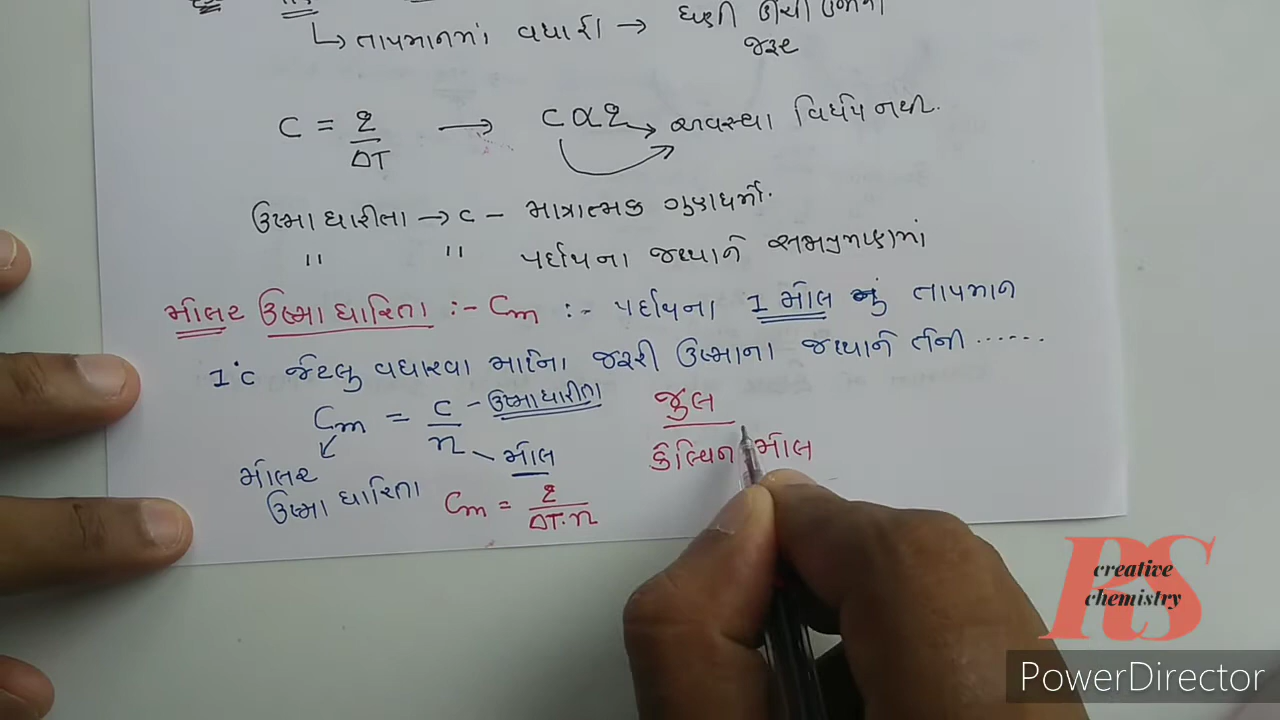 ↳ તાપમાનમાં વધારો → ઘણી ઊંચી
જરૂર
C = q/ΔT → C α q → અવસ્થા વિધેય નથી.
ઉષ્મા ધારીતા → C – માત્રાત્મક ગુણધર્મો.
" " પદાર્થના જથ્થાને સમપ્રમાણમાં
મોલર ઉષ્મા ધારિતા :- Cm :- પદાર્થના 1 મોલ નું તાપમાન
1°C જેટલુ વધારવા માટેના જરૂરી ઉષ્માના જથ્થાને તેની ......
Cm = C/n – ઉષ્માધારીતા
મોલ
મોલર
ઉષ્મા ધારિતા
Cm = q/ΔT·n
જુલ
કેલ્વિન મોલ
RS
creative
chemistry
PowerDirector